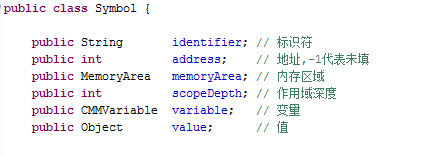 public class Symbol {
public String identifier; // 标识符
public int address; // 地址,-1代表未填
public MemoryArea memoryArea; // 内存区域
public int scopeDepth; // 作用域深度
public CMMVariable variable; // 变量
public Object value; // 值